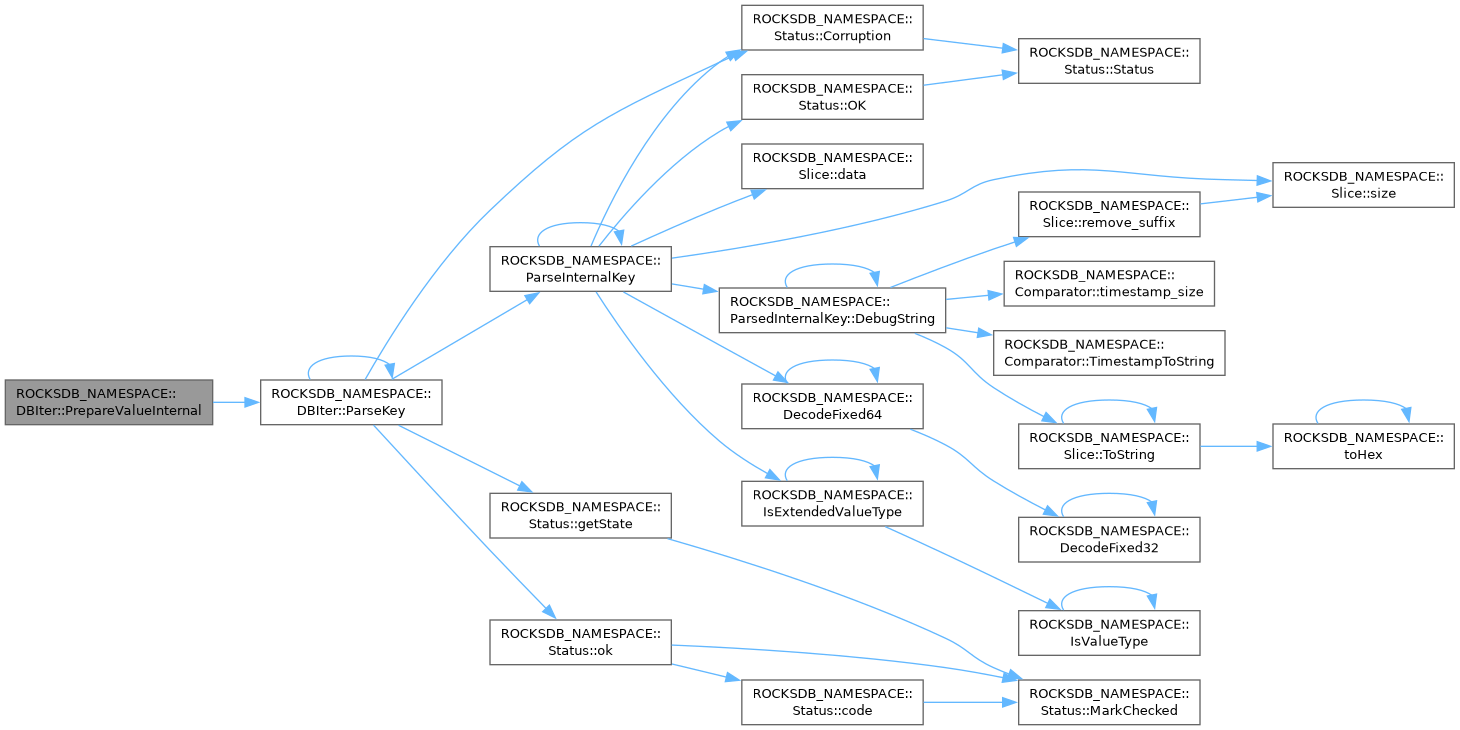 ROCKSDB_NAMESPACE::
DBIter::PrepareValueInternal
ROCKSDB_NAMESPACE::
DBIter::ParseKey
ROCKSDB_NAMESPACE::
ParseInternalKey
ROCKSDB_NAMESPACE::
Status::getState
ROCKSDB_NAMESPACE::
Status::ok
ROCKSDB_NAMESPACE::
Status::Corruption
ROCKSDB_NAMESPACE::
Status::OK
ROCKSDB_NAMESPACE::
Slice::data
ROCKSDB_NAMESPACE::
ParsedInternalKey::DebugString
ROCKSDB_NAMESPACE::
DecodeFixed64
ROCKSDB_NAMESPACE::
IsExtendedValueType
ROCKSDB_NAMESPACE::
Status::code
ROCKSDB_NAMESPACE::
Status::Status
ROCKSDB_NAMESPACE::
Slice::remove_suffix
ROCKSDB_NAMESPACE::
Comparator::timestamp_size
ROCKSDB_NAMESPACE::
Comparator::TimestampToString
ROCKSDB_NAMESPACE::
Slice::ToString
ROCKSDB_NAMESPACE::
DecodeFixed32
ROCKSDB_NAMESPACE::
IsValueType
ROCKSDB_NAMESPACE::
Status::MarkChecked
ROCKSDB_NAMESPACE::
Slice::size
ROCKSDB_NAMESPACE::
toHex